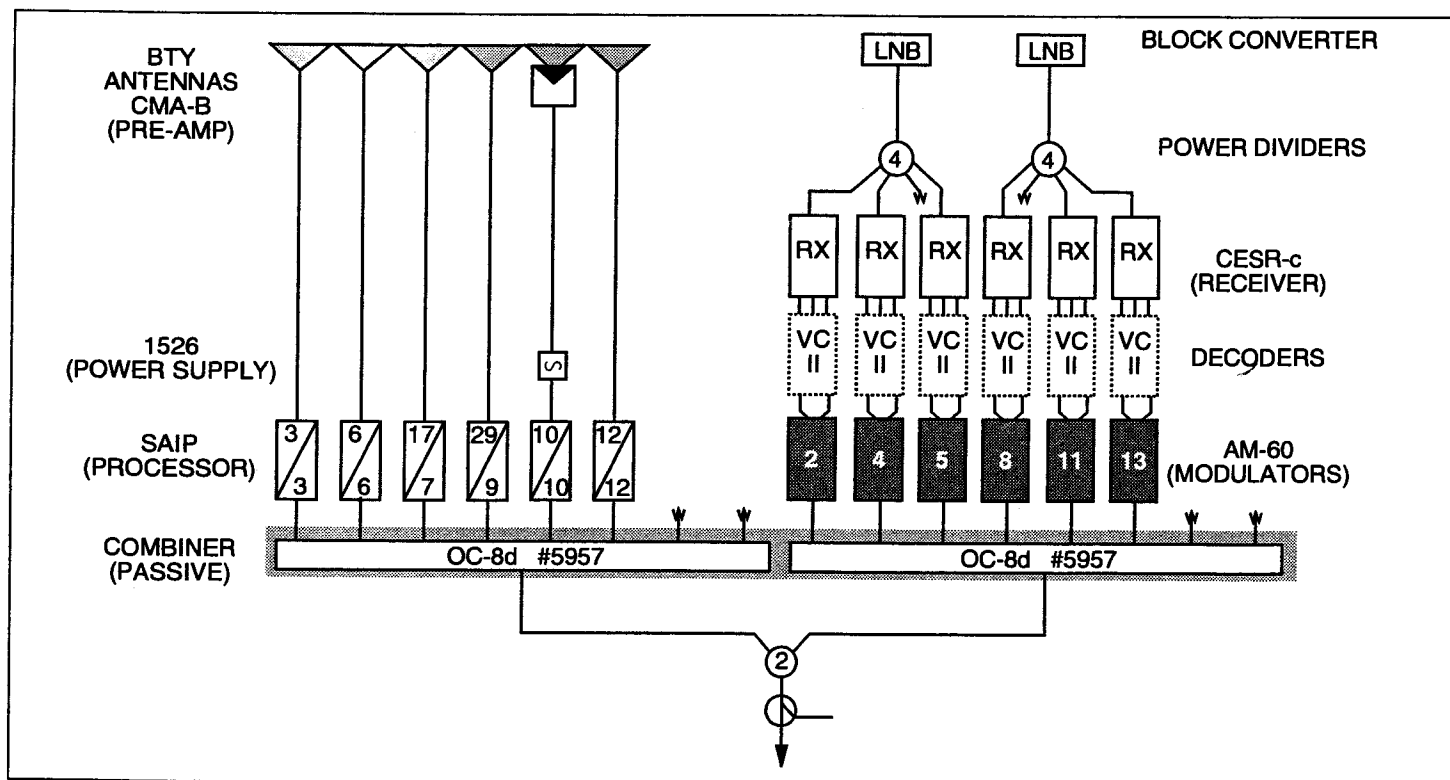 BTY
ANTENNAS
CMA-B
(PRE-AMP)
LNB LNB
BLOCK CONVERTER
4 4
POWER DIVIDERS
RX RX RX RX RX RX
CESR-c
(RECEIVER)
1526
(POWER SUPPLY)
S
VC VC VC VC VC VC
II II II II II II
DECODERS
SAIP
(PROCESSOR)
3 6 17 29 10 12
3 6 7 9 10 12
2 4 5 8 11 13
AM-60
(MODULATORS)
COMBINER
(PASSIVE)
OC-8d #5957
OC-8d #5957
2